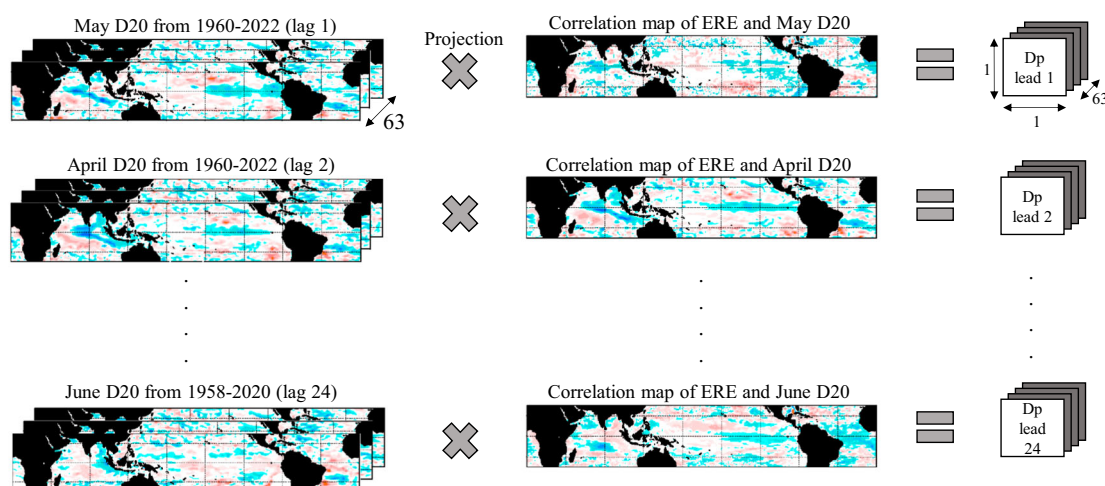 May D20 from 1960-2022 (lag 1)
Projection
Correlation map of ERE and May D20
63
1
Dp
lead 1
63
1
April D20 from 1960-2022 (lag 2)
Correlation map of ERE and April D20
Dp
lead 2
June D20 from 1958-2020 (lag 24)
Correlation map of ERE and June D20
Dp
lead
24